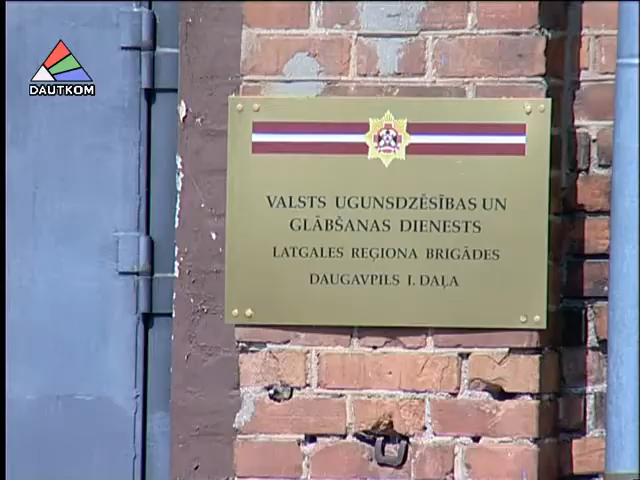 DAUTKOM
VALSTS UGUNSDZĒSĪBAS UN
GLĀBŠANAS DIENESTS
LATGALES REĢIONA BRIGĀDES
DAUGAVPILS I. DAĻA